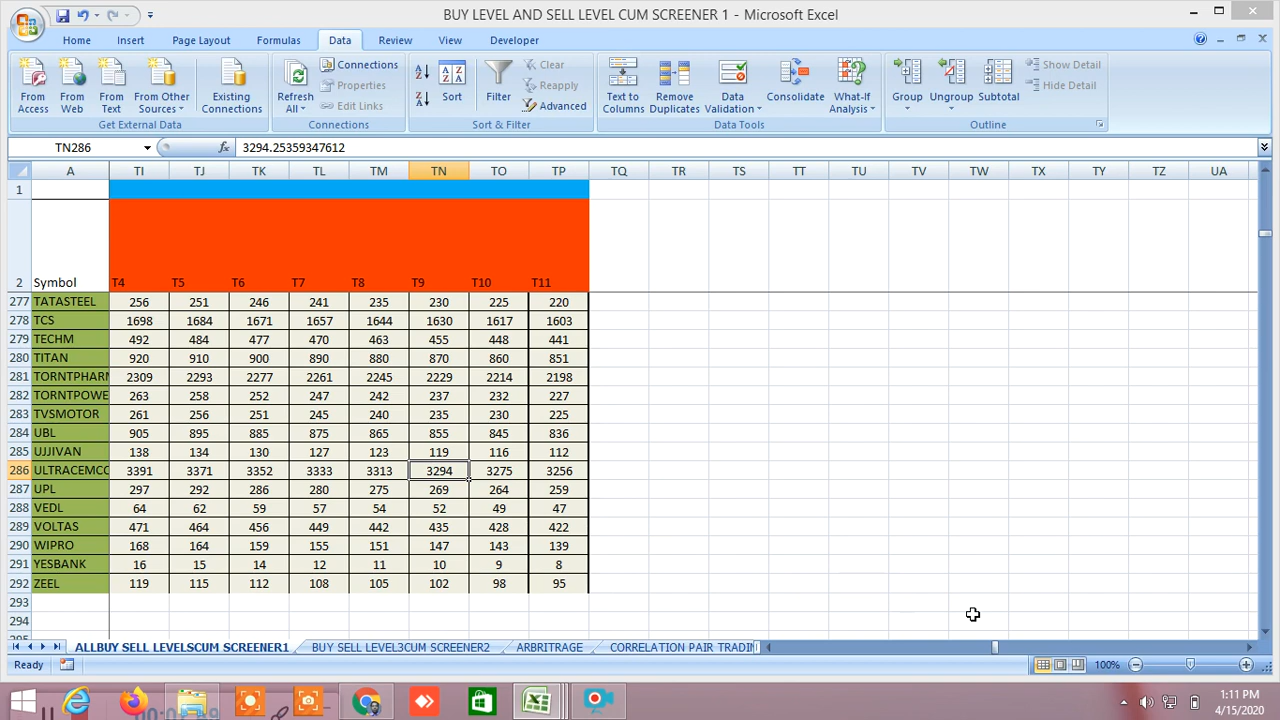 BUY LEVEL AND SELL LEVEL CUM SCREENER 1 - Microsoft Excel
Home Insert Page Layout Formulas Data Review View Developer
From Access
From Web
From Text
From Other Sources
Existing Connections
Get External Data
Refresh All
Connections
Properties
Edit Links
Connections
Sort
Filter
Clear
Reapply
Advanced
Sort & Filter
Text to Columns
Remove Duplicates
Data Validation
Consolidate
What-If Analysis
Data Tools
Group
Ungroup
Subtotal
Show Detail
Hide Detail
Outline
TN286 fx 3294.25359347612
A TI TJ TK TL TM TN TO TP TQ TR TS TT TU TV TW TX TY TZ UA
1
2 Symbol T4 T5 T6 T7 T8 T9 T10 T11
277 TATASTEEL 256 251 246 241 235 230 225 220
278 TCS 1698 1684 1671 1657 1644 1630 1617 1603
279 TECHM 492 484 477 470 463 455 448 441
280 TITAN 920 910 900 890 880 870 860 851
281 TORNTPHARM 2309 2293 2277 2261 2245 2229 2214 2198
282 TORNTPOWE 263 258 252 247 242 237 232 227
283 TVSMOTOR 261 256 251 245 240 235 230 225
284 UBL 905 895 885 875 865 855 845 836
285 UJJIVAN 138 134 130 127 123 119 116 112
286 ULTRACEMCO 3391 3371 3352 3333 3313 3294 3275 3256
287 UPL 297 292 286 280 275 269 264 259
288 VEDL 64 62 59 57 54 52 49 47
289 VOLTAS 471 464 456 449 442 435 428 422
290 WIPRO 168 164 159 155 151 147 143 139
291 YESBANK 16 15 14 12 11 10 9 8
292 ZEEL 119 115 112 108 105 102 98 95
293
294
ALLBUY SELL LEVELSCUM SCREENER1 BUY SELL LEVEL3CUM SCREENER2 ARBRITRAGE CORRELATION PAIR TRADIN
Ready 100%
1:11 PM
4/15/2020